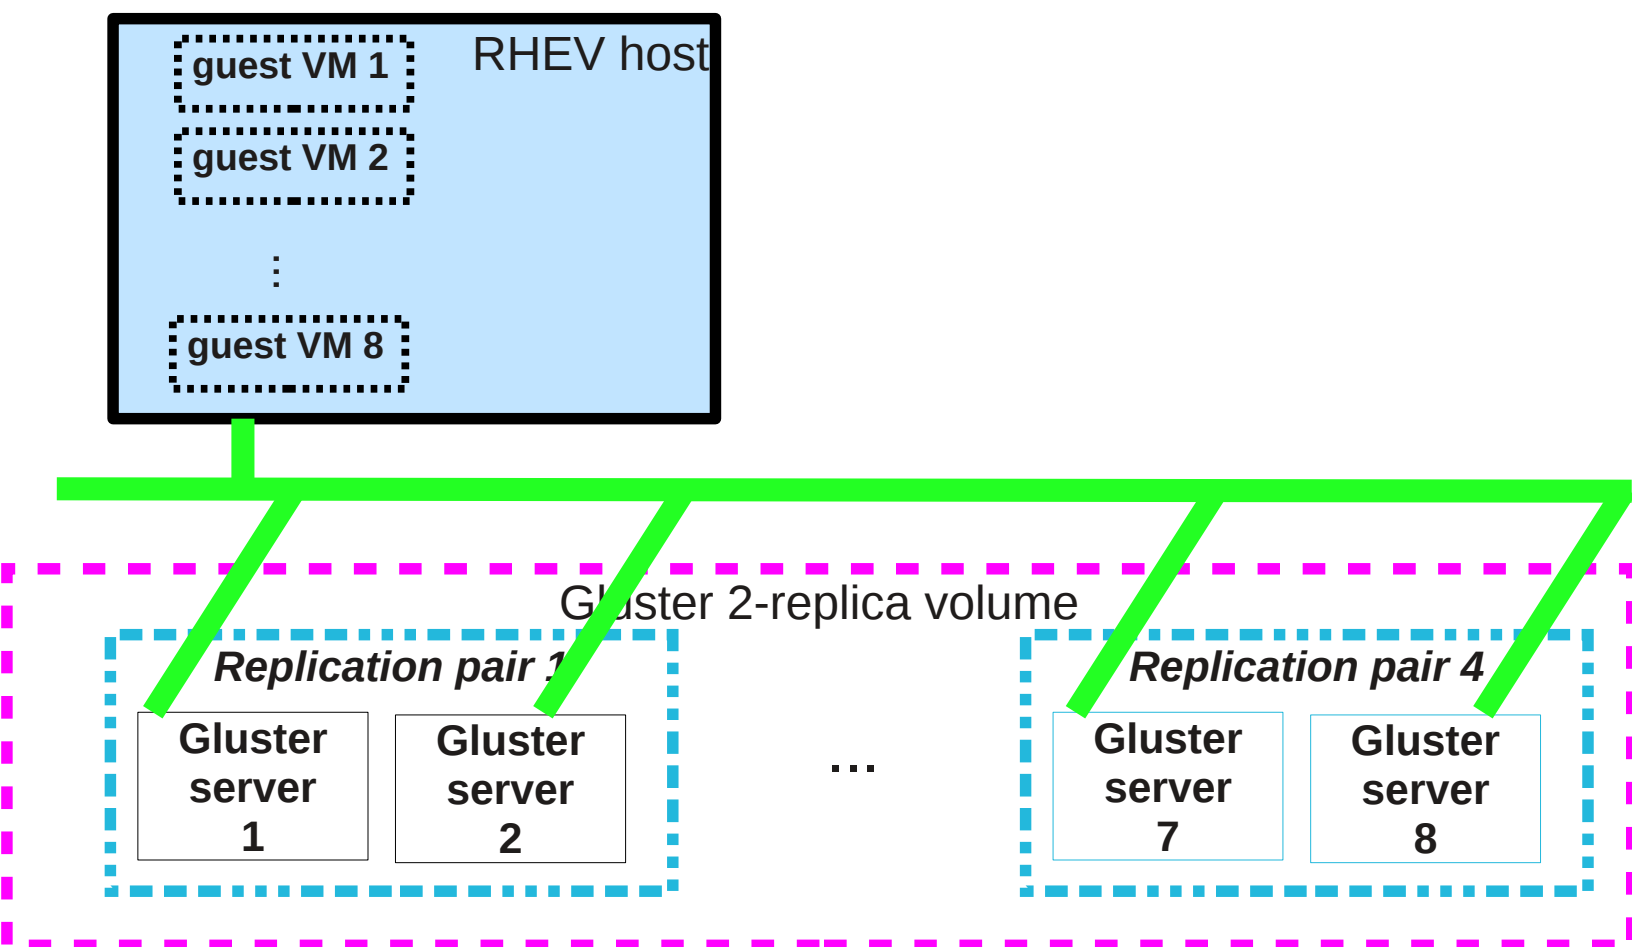 RHEV host
guest VM 1
guest VM 2
...
guest VM 8
Gluster 2-replica volume
Replication pair 1
Gluster
server
1
Gluster
server
2
...
Replication pair 4
Gluster
server
7
Gluster
server
8